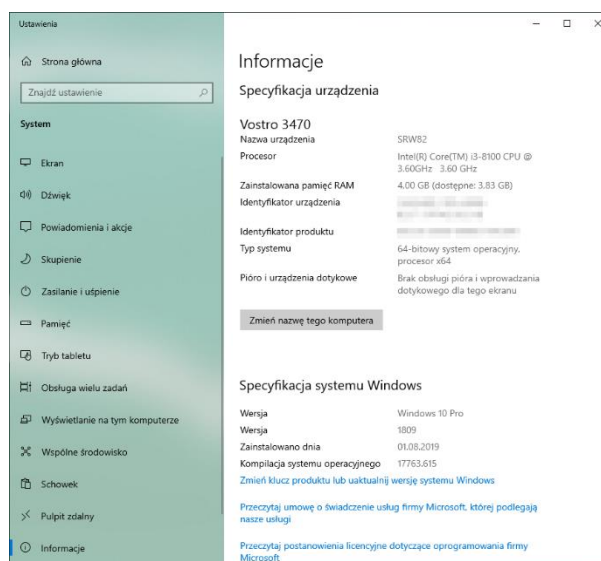 Ustawienia
Strona główna
Znajdź ustawienie
System
Ekran
Dźwięk
Powiadomienia i akcje
Skupienie
Zasilanie i uśpienie
Pamięć
Tryb tabletu
Obsługa wielu zadań
Wyświetlanie na tym komputerze
Wspólne środowisko
Schowek
Pulpit zdalny
Informacje
Informacje
Specyfikacja urządzenia
Vostro 3470
Nazwa urządzenia SRW82
Procesor Intel(R) Core(TM) i3-8100 CPU @
3.60GHz 3.60 GHz
Zainstalowana pamięć RAM 4.00 GB (dostępne: 3.83 GB)
Identyfikator urządzenia
Identyfikator produktu
Typ systemu 64-bitowy system operacyjny,
procesor x64
Pióro i urządzenia dotykowe Brak obsługi pióra i wprowadzania
dotykowego dla tego ekranu
Zmień nazwę tego komputera
Specyfikacja systemu Windows
Wersja Windows 10 Pro
Wersja 1809
Zainstalowano dnia 01.08.2019
Kompilacja systemu operacyjnego 17763.615
Zmień klucz produktu lub uaktualnij wersję systemu Windows
Przeczytaj umowę o świadczenie usług firmy Microsoft, której podlegają
nasze usługi
Przeczytaj postanowienia licencyjne dotyczące oprogramowania firmy
Microsoft